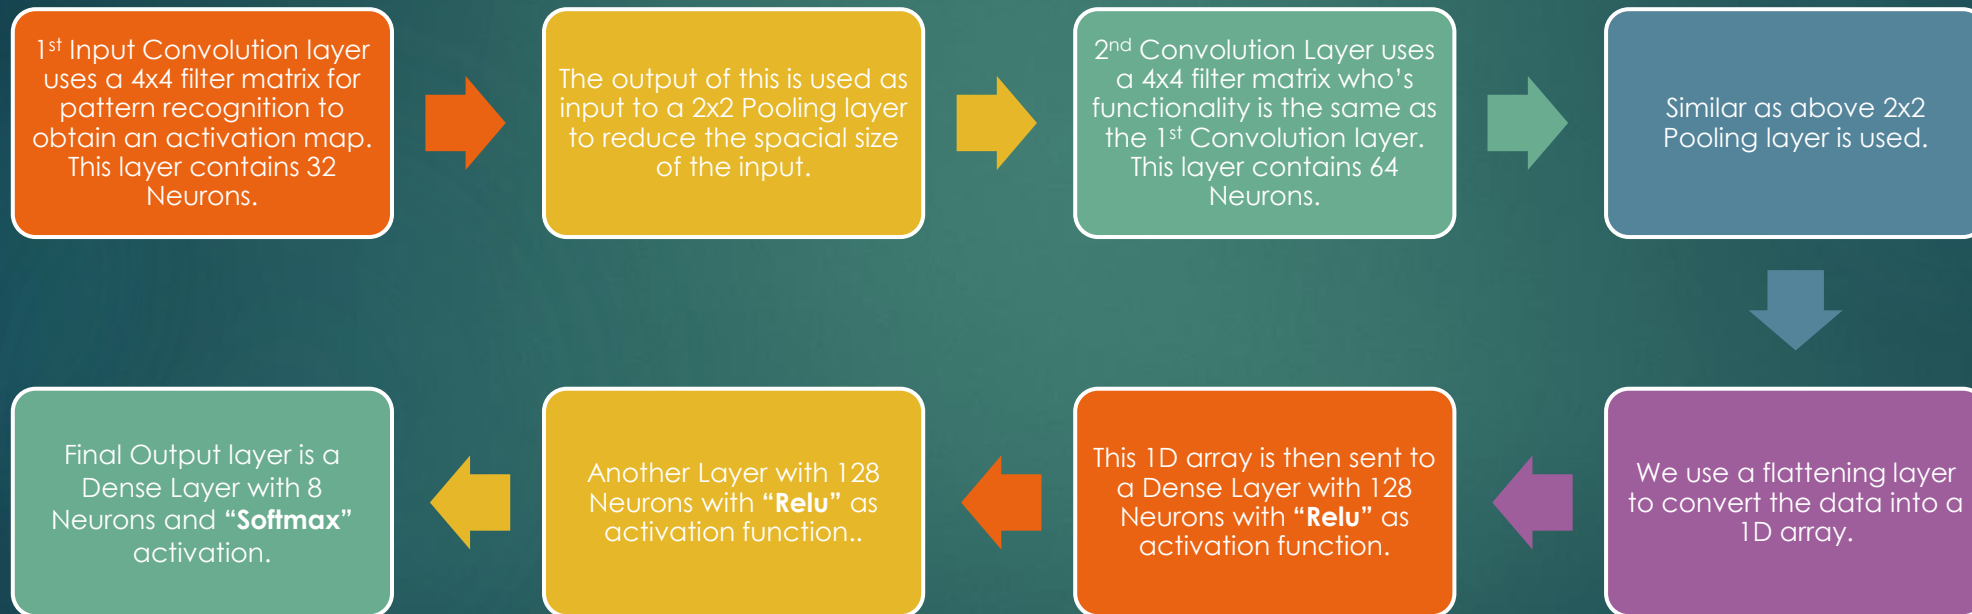 1st Input Convolution layer
uses a 4x4 filter matrix for
pattern recognition to
obtain an activation map.
This layer contains 32
Neurons.
The output of this is used as
input to a 2x2 Pooling layer
to reduce the spacial size
of the input.
2nd Convolution Layer uses
a 4x4 filter matrix who’s
functionality is the same as
the 1st Convolution layer.
This layer contains 64
Neurons.
Similar as above 2x2
Pooling layer is used.
We use a flattening layer
to convert the data into a
1D array.
This 1D array is then sent to
a Dense Layer with 128
Neurons with “Relu” as
activation function.
Another Layer with 128
Neurons with “Relu” as
activation function..
Final Output layer is a
Dense Layer with 8
Neurons and “Softmax”
activation.